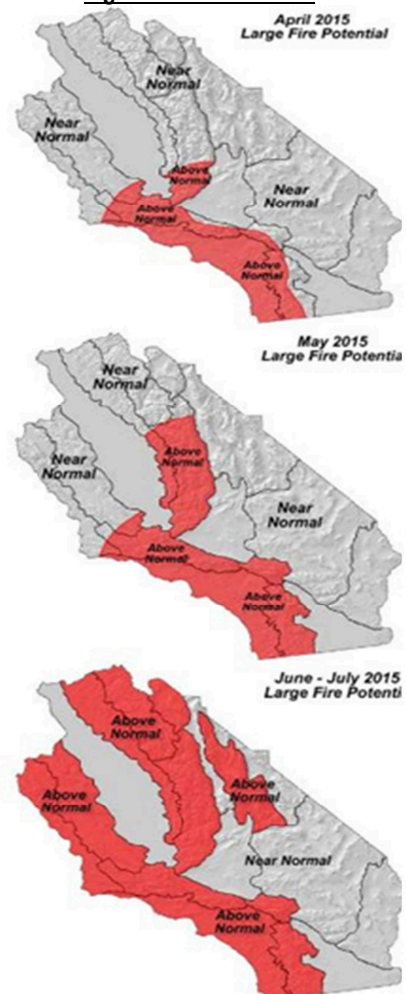 April 2015
Large Fire Potential
Near
Normal
Near
Normal
Above
Normal
Near
Normal
Above
Normal
Above
Normal
May 2015
Large Fire Potentia
Near
Normal
Above
Normal
Near
Normal
Near
Normal
Above
Normal
Above
Normal
June - July 2015
Large Fire Potenti
Above
Normal
Above
Normal
Above
Normal
Near Normal
Above
Normal